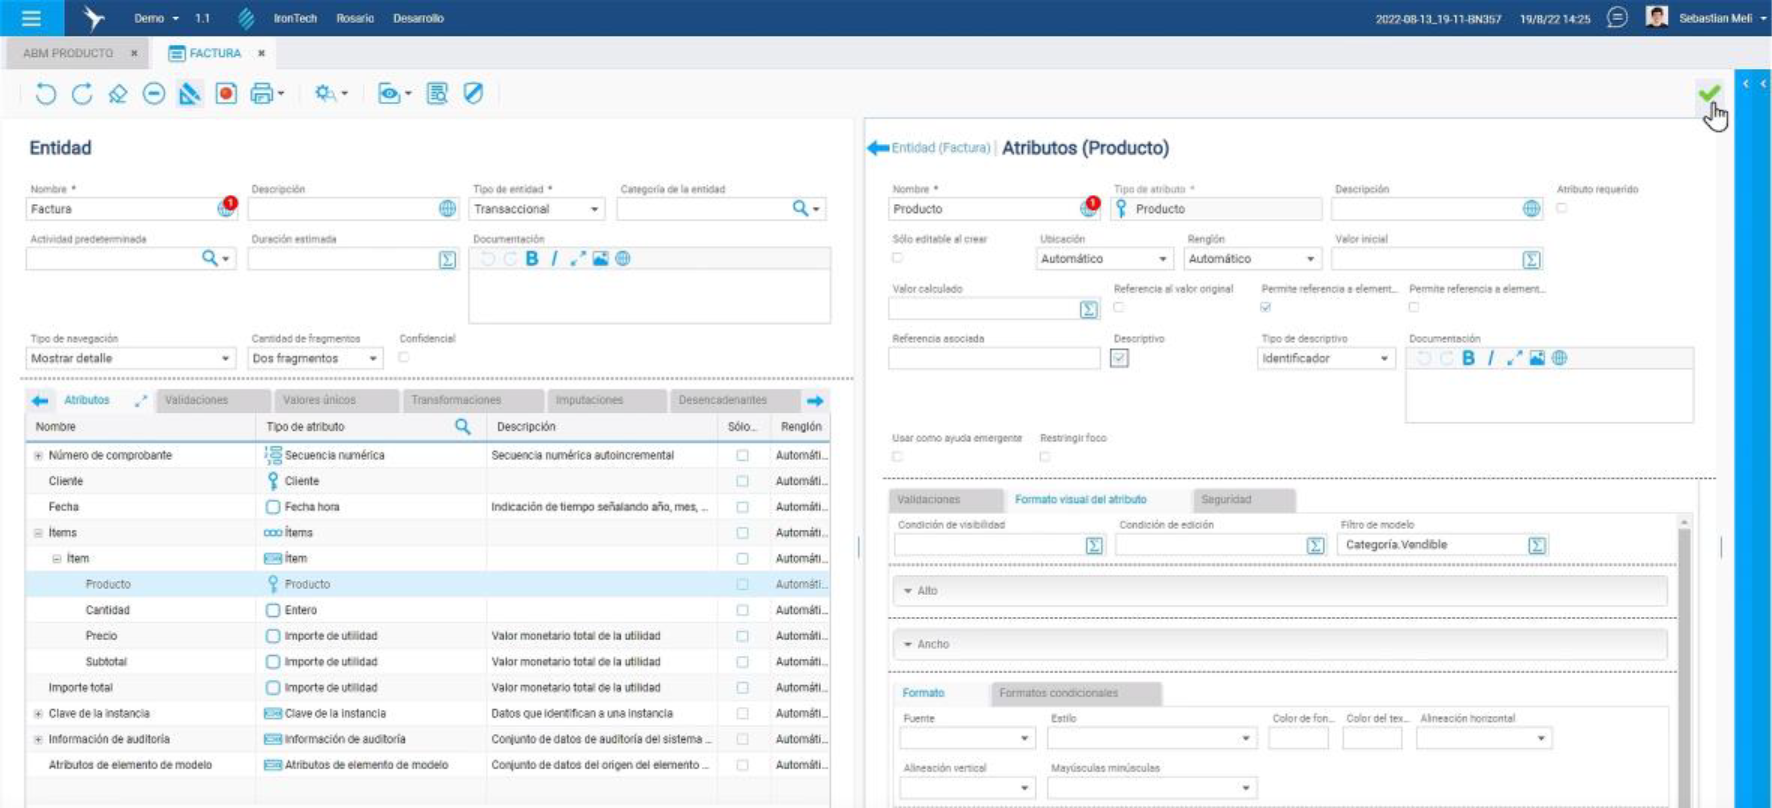 Demo 1.1 IronTech Rosario Desarrollo 2022-08-13_19-11-BN357 19/8/22 14:25 Sebastian Meli
ABM PRODUCTO FACTURA
Entidad
Nombre * Descripción Tipo de entidad * Categoría de la entidad
Factura 1 Transaccional
Actividad predeterminada Duración estimada Documentación
B I
Tipo de navegación Cantidad de fragmentos Confidencial
Mostrar detalle Dos fragmentos
Atributos Validaciones Valores únicos Transformaciones Imputaciones Desencadenantes
Nombre Tipo de atributo Descripción Sólo... Renglón
Número de comprobante Secuencia numérica Secuencia numérica autoincremental Automáti...
Cliente Cliente Automáti...
Fecha Fecha hora Indicación de tiempo señalando año, mes, ... Automáti...
Ítems Ítems Automáti...
Ítem Ítem Automáti...
Producto Producto Automáti...
Cantidad Entero Automáti...
Precio Importe de utilidad Valor monetario total de la utilidad Automáti...
Subtotal Importe de utilidad Valor monetario total de la utilidad Automáti...
Importe total Importe de utilidad Valor monetario total de la utilidad Automáti...
Clave de la instancia Clave de la instancia Datos que identifican a una instancia Automáti...
Información de auditoría Información de auditoría Conjunto de datos de auditoría del sistema ... Automáti...
Atributos de elemento de modelo Atributos de elemento de modelo Conjunto de datos del origen del elemento ... Automáti...
Entidad (Factura) | Atributos (Producto)
Nombre * Tipo de atributo * Descripción Atributo requerido
Producto 1 Producto
Sólo editable al crear Ubicación Renglón Valor inicial
Automático Automático
Valor calculado Referencia al valor original Permite referencia a element... Permite referencia a element...
Referencia asociada Descriptivo Tipo de descriptivo Documentación
Identificador B I
Usar como ayuda emergente Restringir foco
Validaciones Formato visual del atributo Seguridad
Condición de visibilidad Condición de edición Filtro de modelo
Categoría.Vendible
Alto
Ancho
Formato Formatos condicionales
Fuente Estilo Color de fon... Color del tex... Alineación horizontal
Alineación vertical Mayúsculas minúsculas